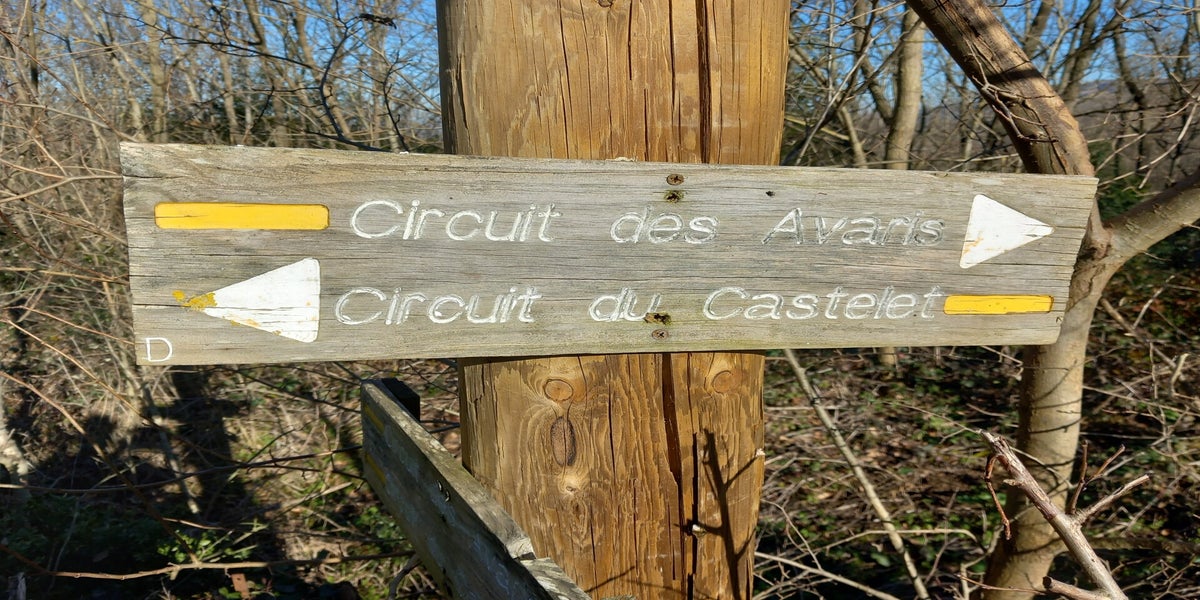 Circuit des Avaris
Circuit du Castelet
D